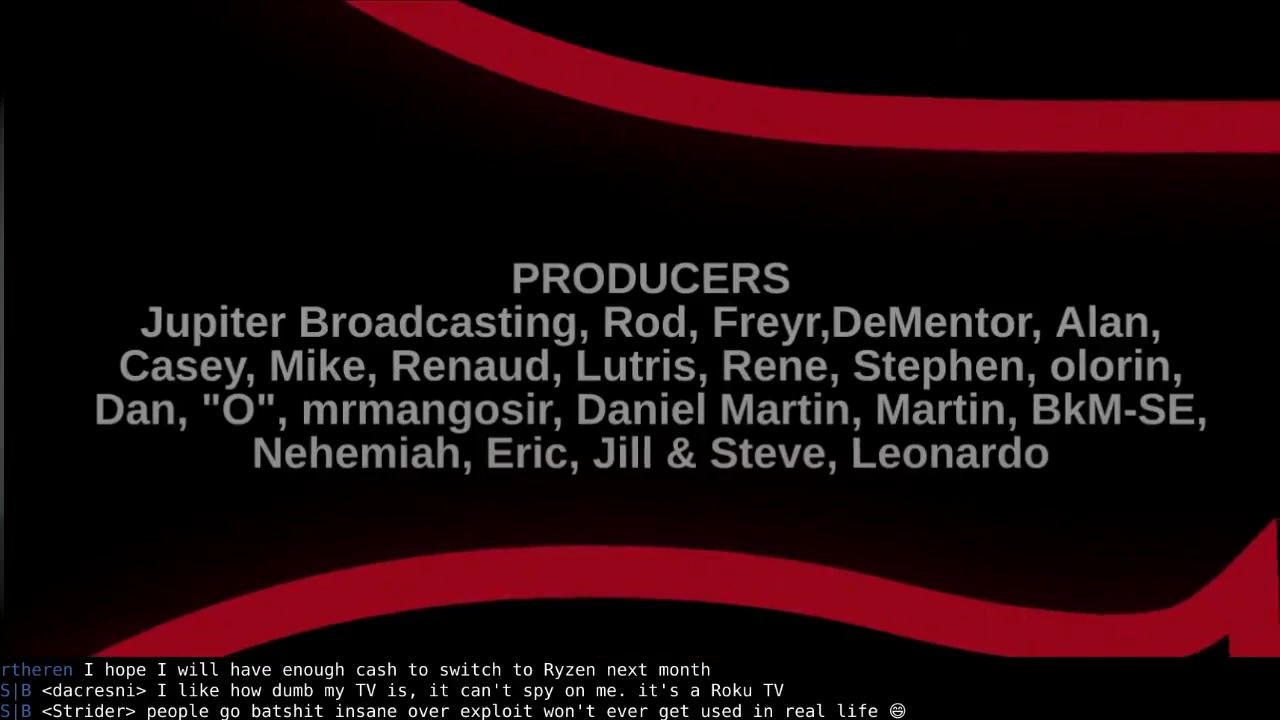 PRODUCERS
Jupiter Broadcasting, Rod, Freyr,DeMentor, Alan,
Casey, Mike, Renaud, Lutris, Rene, Stephen, olorin,
Dan, "O", mrmangosir, Daniel Martin, Martin, BkM-SE,
Nehemiah, Eric, Jill & Steve, Leonardo
rtheren I hope I will have enough cash to switch to Ryzen next month
S|B <dacresni> I like how dumb my TV is, it can't spy on me. it's a Roku TV
S|B <Strider> people go batshit insane over exploit won't ever get used in real life 😄